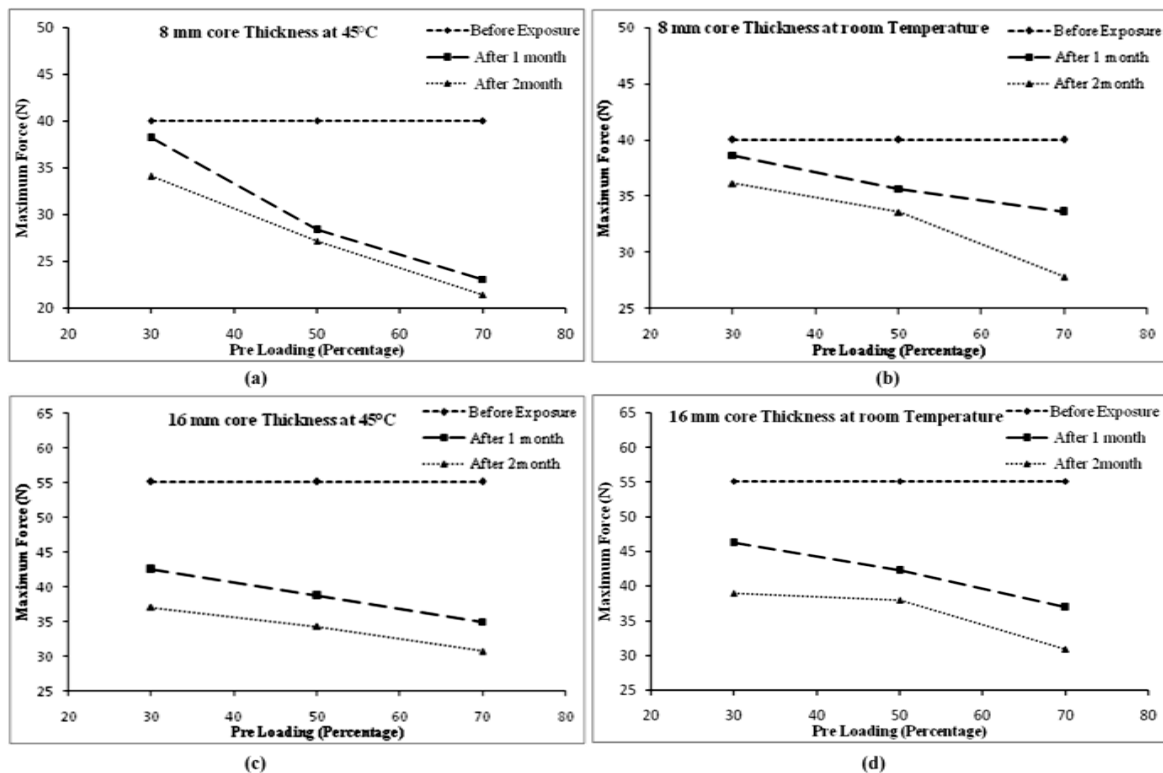 8 mm core Thickness at 45°C
Before Exposure
After 1 month
After 2month
Maximum Force (N)
50
45
40
35
30
25
20
20 30 40 50 60 70 80
Pre Loading (Percentage)
(a)
8 mm core Thickness at room Temperature
Before Exposure
After 1 month
After 2month
Maximum Force (N)
50
45
40
35
30
25
20 30 40 50 60 70 80
Pre Loading (Percentage)
(b)
16 mm core Thickness at 45°C
Before Exposure
After 1 month
After 2month
Maximum Force (N)
65
60
55
50
45
40
35
30
25
20 30 40 50 60 70 80
Pre Loading (Percentage)
(c)
16 mm core Thickness at room Temperature
Before Exposure
After 1 month
After 2month
Maximum Force (N)
65
60
55
50
45
40
35
30
25
20 30 40 50 60 70 80
Pre Loading (Percentage)
(d)